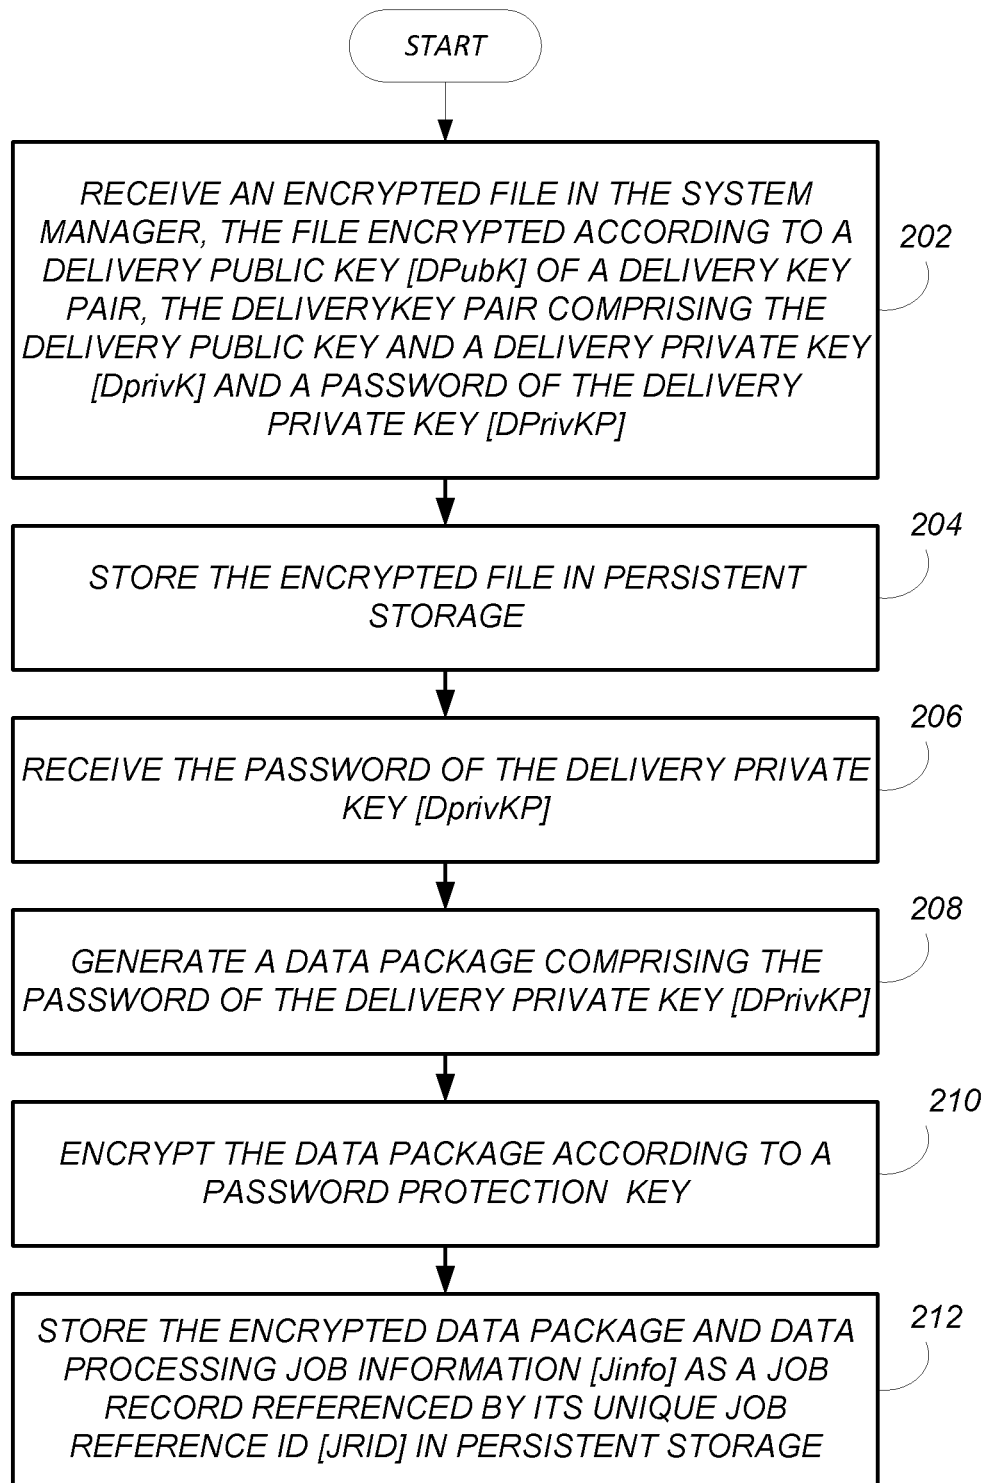 START
RECEIVE AN ENCRYPTED FILE IN THE SYSTEM
MANAGER, THE FILE ENCRYPTED ACCORDING TO A
DELIVERY PUBLIC KEY [DPubK] OF A DELIVERY KEY
PAIR, THE DELIVERYKEY PAIR COMPRISING THE
DELIVERY PUBLIC KEY AND A DELIVERY PRIVATE KEY
[DprivK] AND A PASSWORD OF THE DELIVERY
PRIVATE KEY [DPrivKP]
202
STORE THE ENCRYPTED FILE IN PERSISTENT
STORAGE
204
RECEIVE THE PASSWORD OF THE DELIVERY PRIVATE
KEY [DprivKP]
206
GENERATE A DATA PACKAGE COMPRISING THE
PASSWORD OF THE DELIVERY PRIVATE KEY [DPrivKP]
208
ENCRYPT THE DATA PACKAGE ACCORDING TO A
PASSWORD PROTECTION KEY
210
STORE THE ENCRYPTED DATA PACKAGE AND DATA
PROCESSING JOB INFORMATION [Jinfo] AS A JOB
RECORD REFERENCED BY ITS UNIQUE JOB
REFERENCE ID [JRID] IN PERSISTENT STORAGE
212